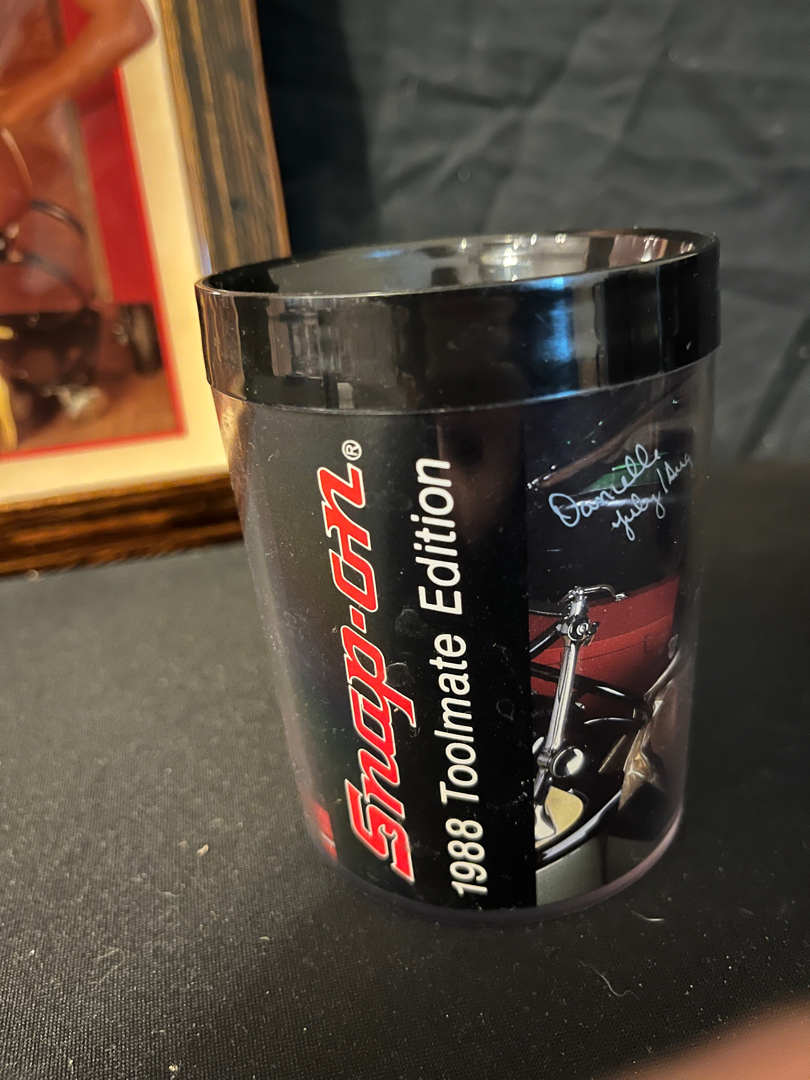 Snap-on®
1988 Toolmate Edition
Danielle
July/Aug